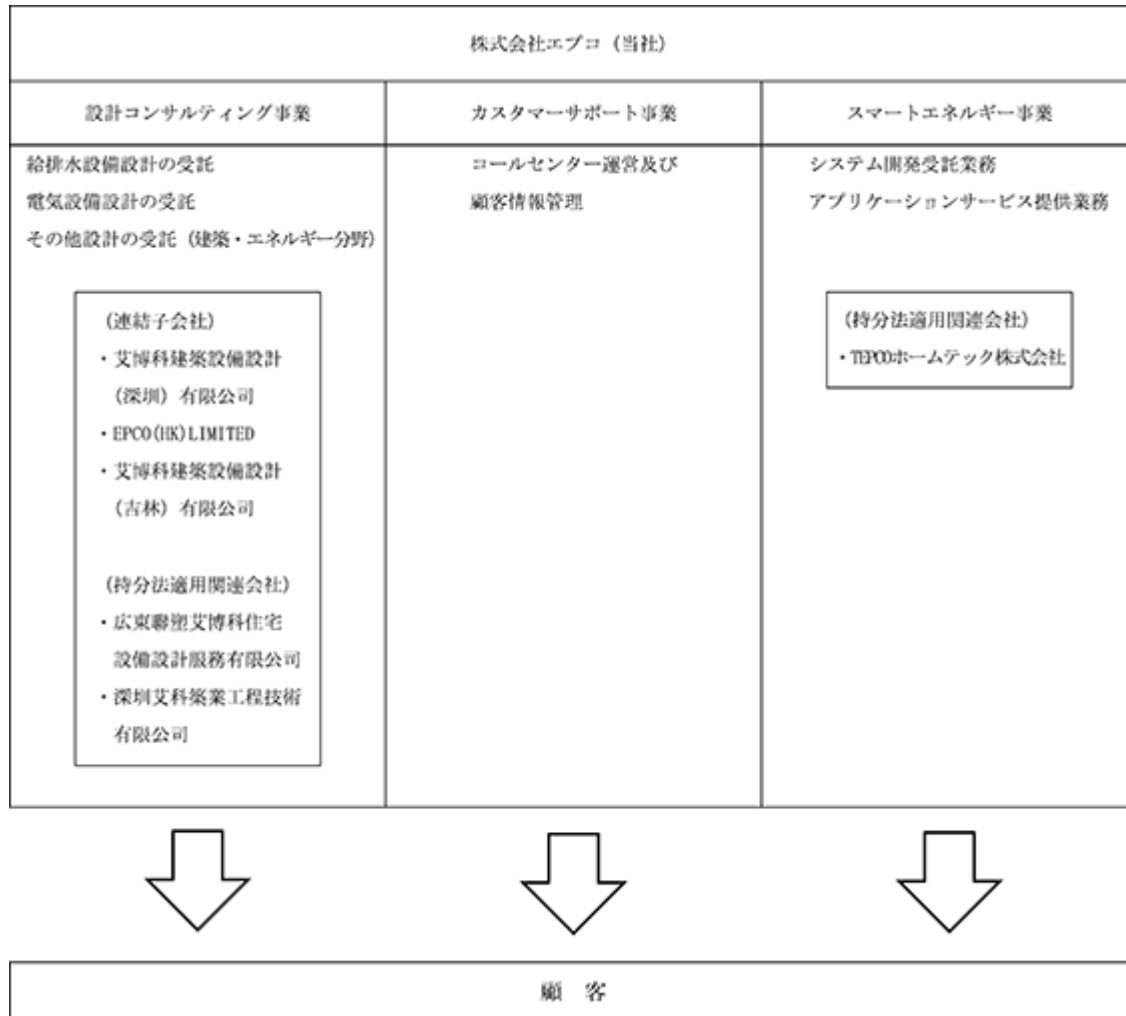 株式会社エプコ（当社）
設計コンサルティング事業
カスタマーサポート事業
スマートエネルギー事業
給排水設備設計の受託
電気設備設計の受託
その他設計の受託（建築・エネルギー分野）
（連結子会社）
・艾博科建築設備設計
（深圳）有限公司
・EPCO(HK)LIMITED
・艾博科建築設備設計
（吉林）有限公司
（持分法適用関連会社）
・広東聯塑艾博科住宅
設備設計服務有限公司
・深圳艾科築業工程技術
有限公司
コールセンター運営及び
顧客情報管理
システム開発受託業務
アプリケーションサービス提供業務
（持分法適用関連会社）
・TEPCOホームテック株式会社
顧　客